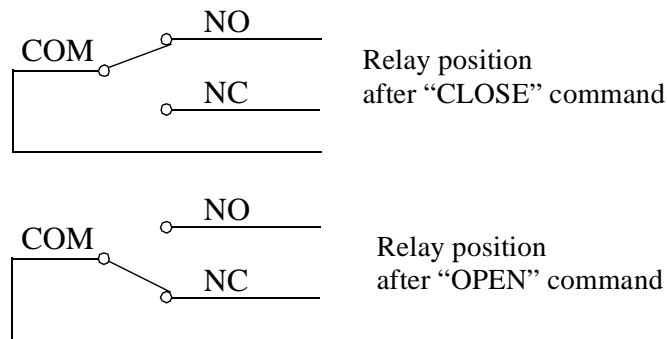 NO
COM
NC
Relay position
after “CLOSE” command
NO
COM
NC
Relay position
after “OPEN” command